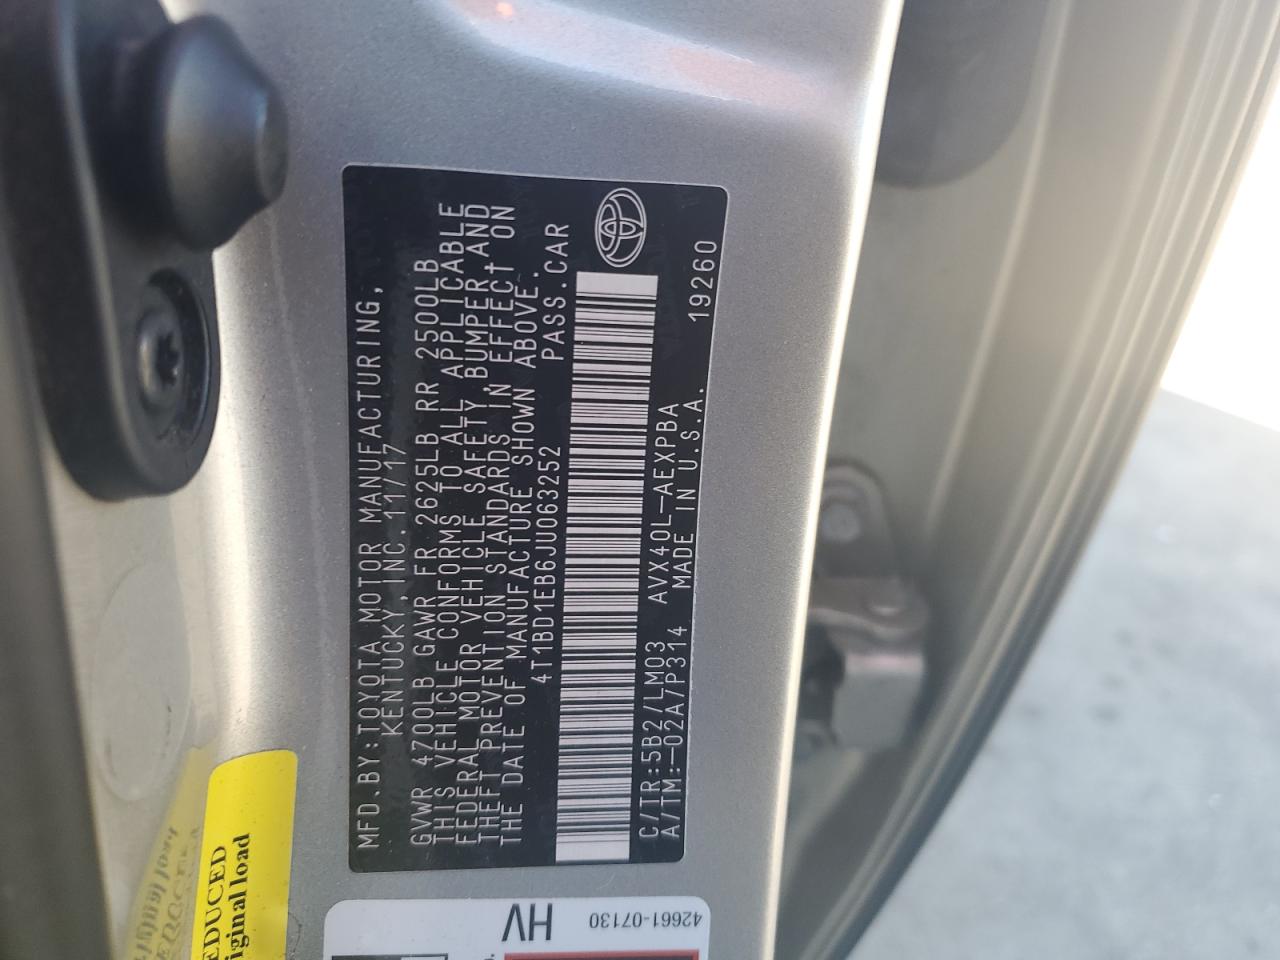 MFD.BY:TOYOTA MOTOR MANUFACTURING,
KENTUCKY,INC.11/17
GVWR 4700LB GAWR FR 2625LB RR 2500LB
THIS VEHICLE CONFORMS TO ALL APPLICABLE
FEDERAL MOTOR VEHICLE SAFETY,BUMPER AND
THEFT PREVENTION STANDARDS IN EFFECT ON
THE DATE OF MANUFACTURE SHOWN ABOVE.
4T1BD1EB6JU063252 PASS.CAR
C/TR:5B2/LM03 AVX40L-AEXPBA 19260
A/TM:-02A/P314 MADE IN U.S.A.
EDUCED
iginal load
HV
42661-07130